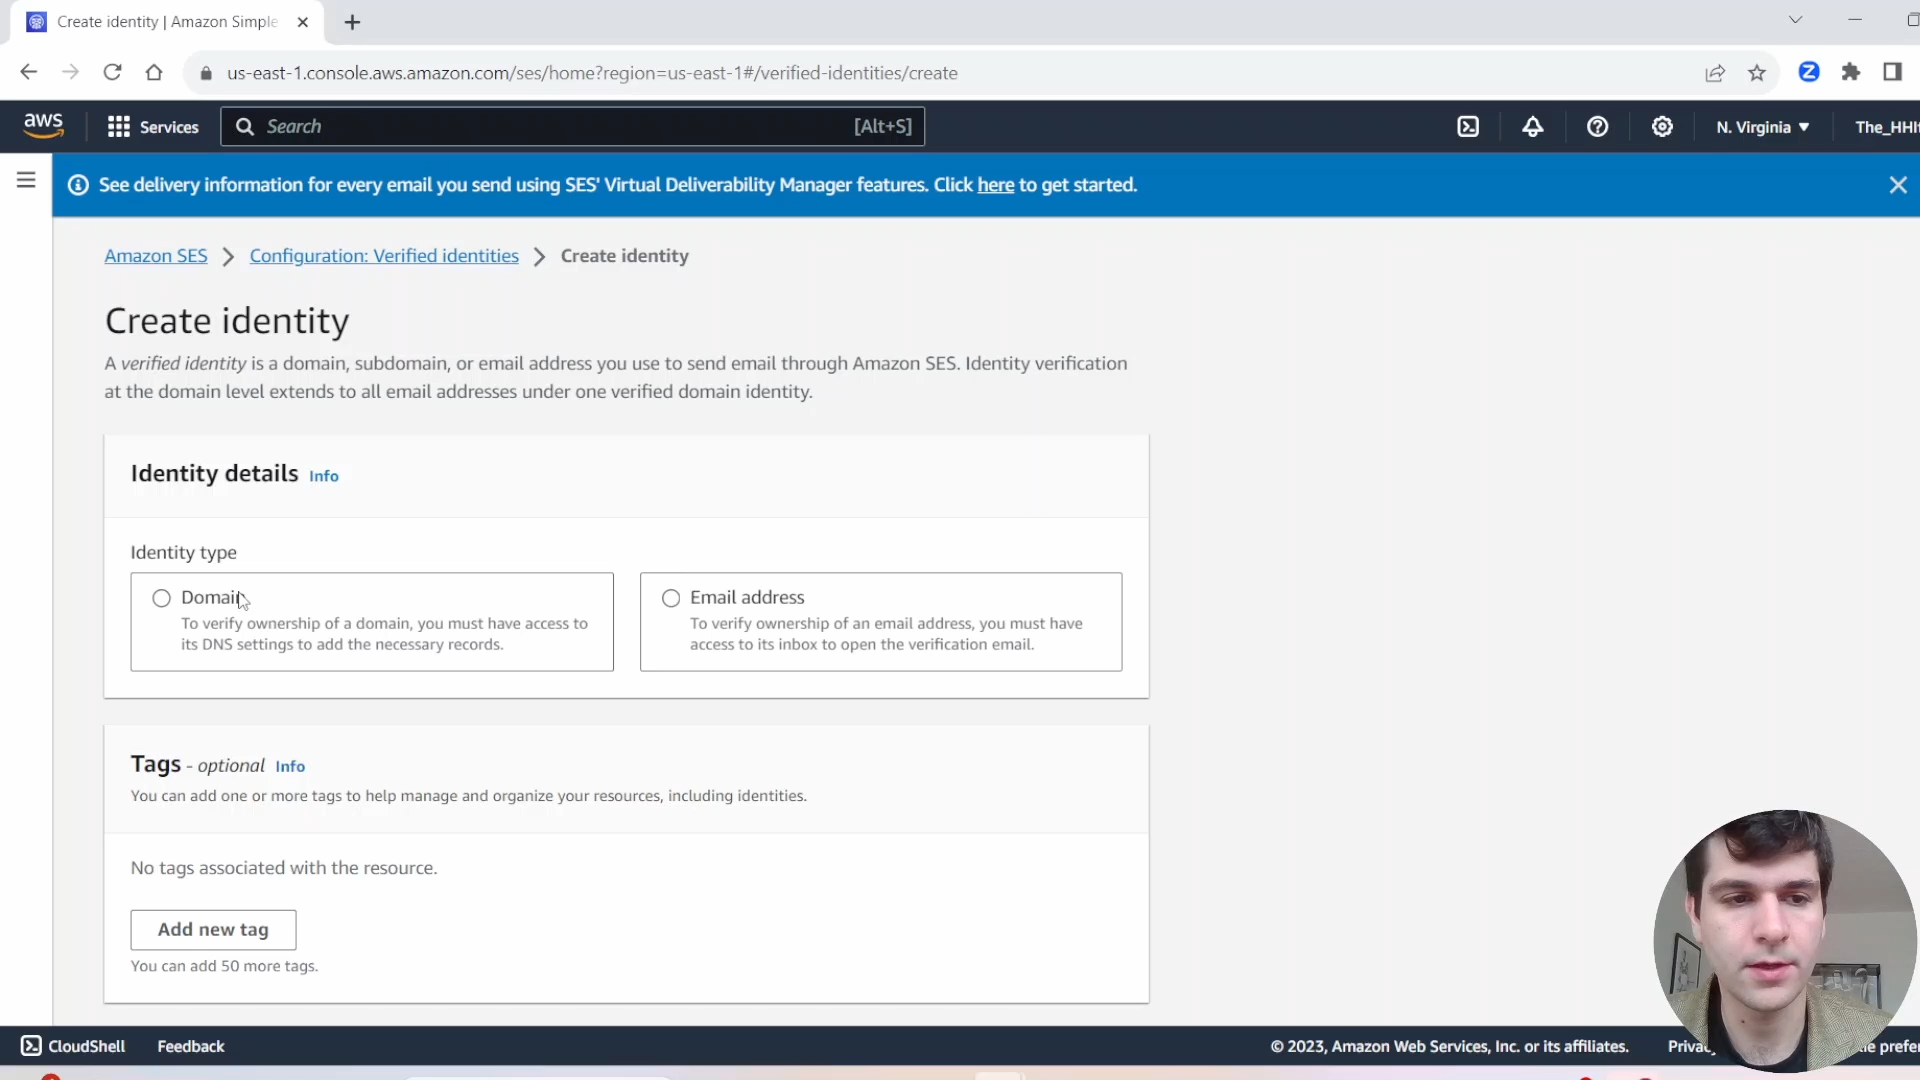 Create identity | Amazon Simple
us-east-1.console.aws.amazon.com/ses/home?region=us-east-1#/verified-identities/create
aws Services Search [Alt+S] N. Virginia
See delivery information for every email you send using SES' Virtual Deliverability Manager features. Click here to get started.
Amazon SES > Configuration: Verified identities > Create identity
Create identity
A verified identity is a domain, subdomain, or email address you use to send email through Amazon SES. Identity verification
at the domain level extends to all email addresses under one verified domain identity.
Identity details Info
Identity type
Domain
To verify ownership of a domain, you must have access to
its DNS settings to add the necessary records.
Email address
To verify ownership of an email address, you must have
access to its inbox to open the verification email.
Tags - optional Info
You can add one or more tags to help manage and organize your resources, including identities.
No tags associated with the resource.
Add new tag
You can add 50 more tags.
CloudShell Feedback © 2023, Amazon Web Services, Inc. or its affiliates.